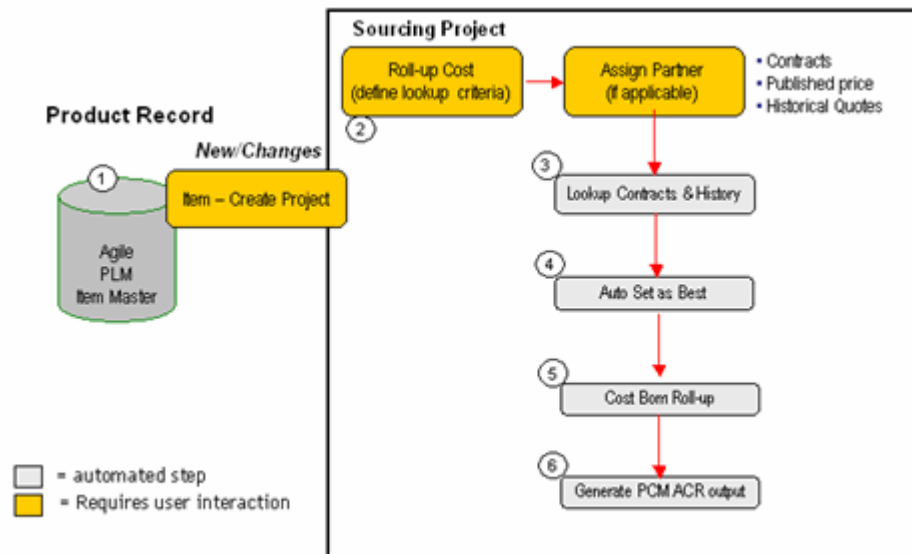 Sourcing Project
Roll-up Cost
(define lookup criteria)
2
Assign Partner
(If applicable)
• Contracts
• Published price
• Historical Quotes
Product Record
New/Changes
1
Item – Create Project
Agile
PLM
Item Master
3
Lookup Contracts & History
4
Auto Set as Best
5
Cost Bom Roll-up
6
Generate PCM ACR output
= automated step
= Requires user interaction